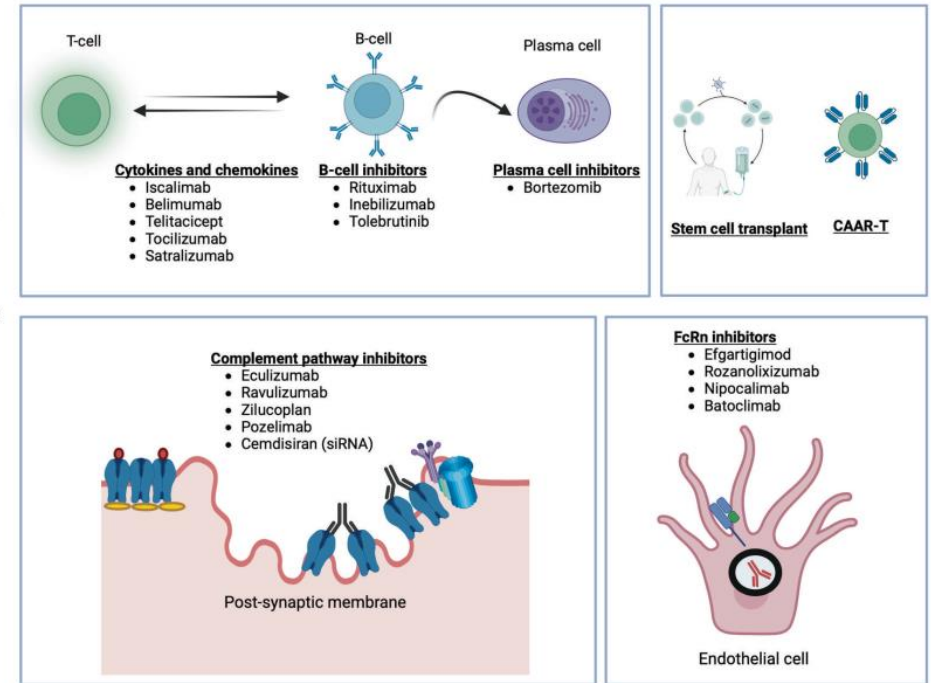 T-cell
B-cell
Plasma cell
Cytokines and chemokines
• Iscalimab
• Belimumab
• Telitacicept
• Tocilizumab
• Satralizumab
B-cell inhibitors
• Rituximab
• Inebilizumab
• Tolebrutinib
Plasma cell inhibitors
• Bortezomib
Stem cell transplant
CAAR-T
Complement pathway inhibitors
• Eculizumab
• Ravulizumab
• Zilucoplan
• Pozelimab
• Cemdisiran (siRNA)
Post-synaptic membrane
FcRn inhibitors
• Efgartigimod
• Rozanolixizumab
• Nipocalimab
• Batoclimab
Endothelial cell